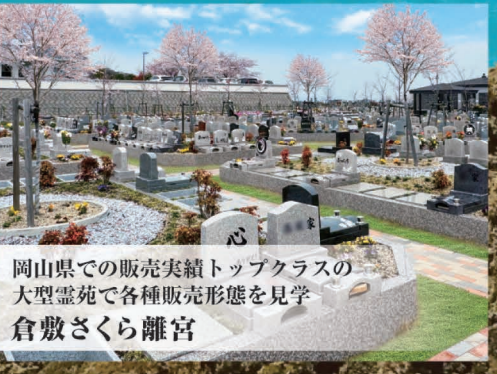 岡山県での販売実績トップクラスの
大型霊苑で各種販売形態を見学
倉敷さくら離宮
心
家